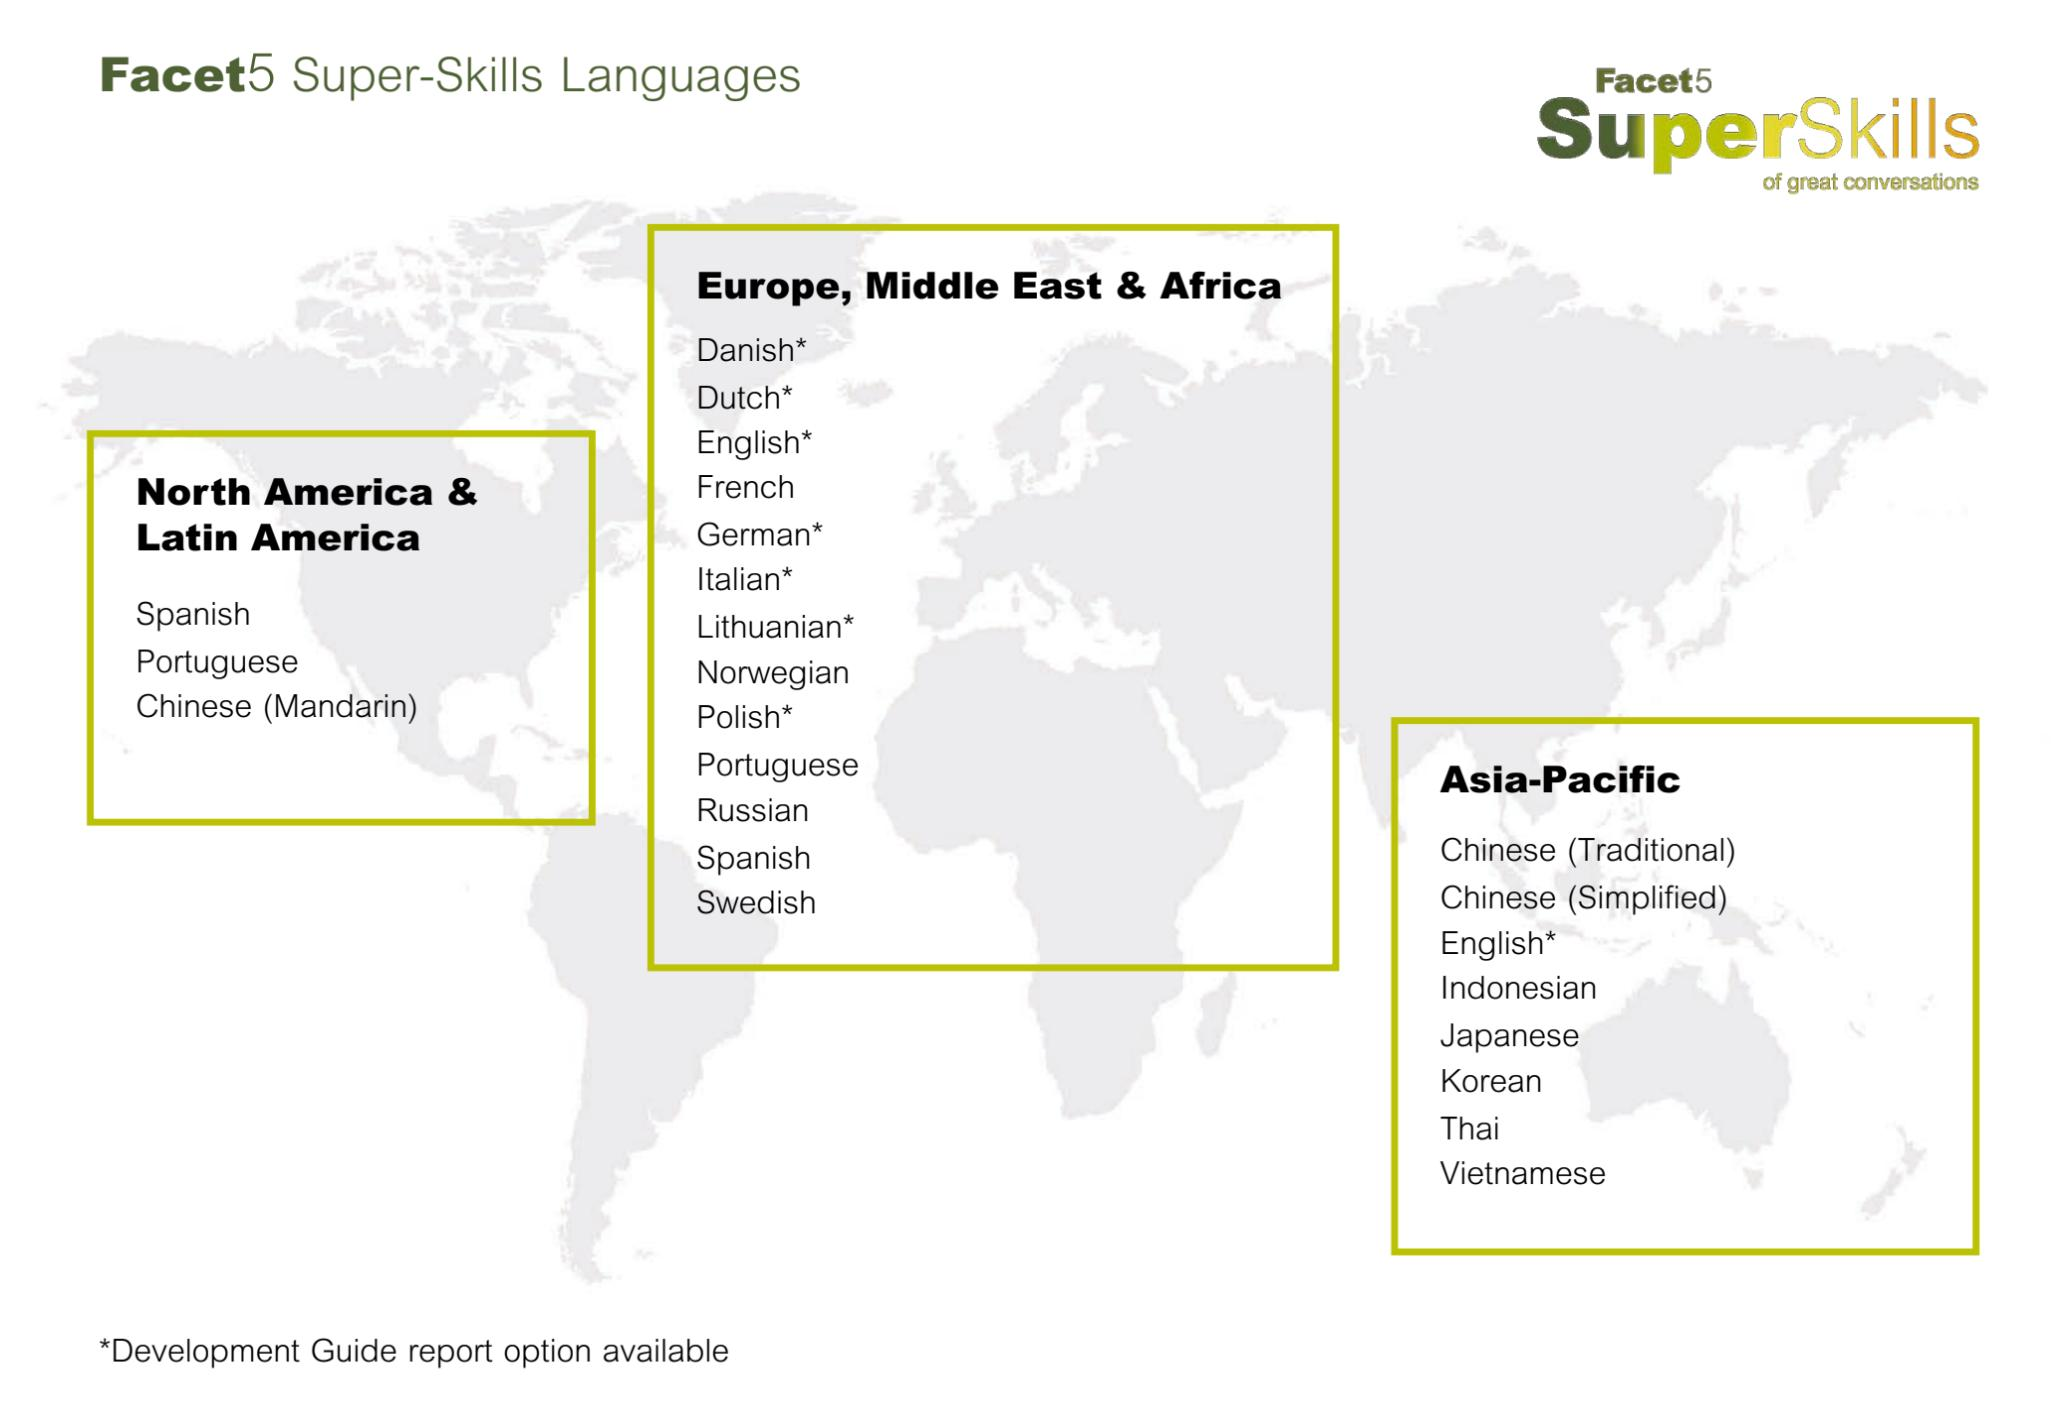 Facet5 Super-Skills Languages
Facet5
SuperSkills
of great conversations
North America &
Latin America
Spanish
Portuguese
Chinese (Mandarin)
Europe, Middle East & Africa
Danish*
Dutch*
English*
French
German*
Italian*
Lithuanian*
Norwegian
Polish*
Portuguese
Russian
Spanish
Swedish
Asia-Pacific
Chinese (Traditional)
Chinese (Simplified)
English*
Indonesian
Japanese
Korean
Thai
Vietnamese
*Development Guide report option available